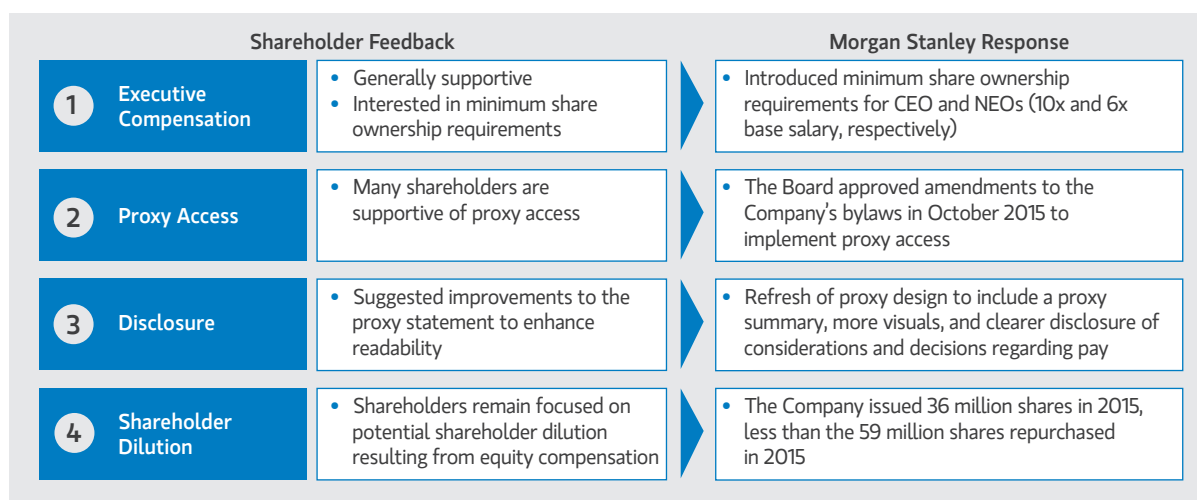 Shareholder Feedback
Morgan Stanley Response
1
Executive
Compensation
• Generally supportive
• Interested in minimum share
ownership requirements
• Introduced minimum share ownership
requirements for CEO and NEOs (10x and 6x
base salary, respectively)
2
Proxy Access
• Many shareholders are
supportive of proxy access
• The Board approved amendments to the
Company’s bylaws in October 2015 to
implement proxy access
3
Disclosure
• Suggested improvements to the
proxy statement to enhance
readability
• Refresh of proxy design to include a proxy
summary, more visuals, and clearer disclosure of
considerations and decisions regarding pay
4
Shareholder
Dilution
• Shareholders remain focused on
potential shareholder dilution
resulting from equity compensation
• The Company issued 36 million shares in 2015,
less than the 59 million shares repurchased
in 2015